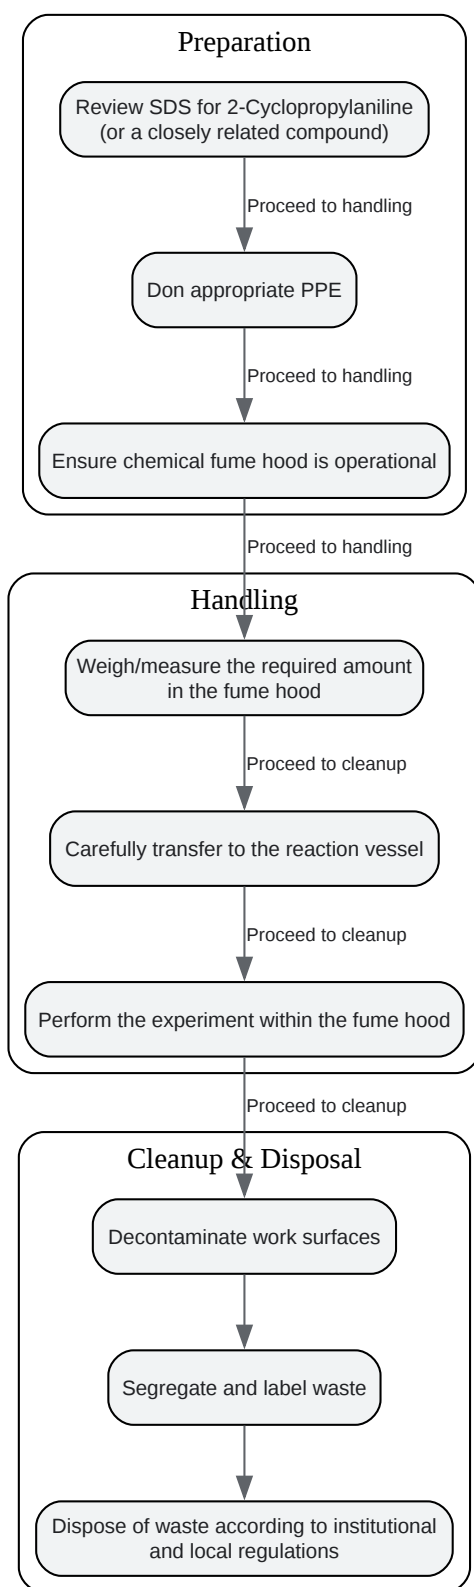 Preparation
Review SDS for 2-Cyclopropylaniline
(or a closely related compound)
Proceed to handling
Don appropriate PPE
Proceed to handling
Ensure chemical fume hood is operational
Proceed to handling
Handling
Weigh/measure the required amount
in the fume hood
Proceed to cleanup
Carefully transfer to the reaction vessel
Proceed to cleanup
Perform the experiment within the fume hood
Proceed to cleanup
Cleanup & Disposal
Decontaminate work surfaces
Segregate and label waste
Dispose of waste according to institutional
and local regulations